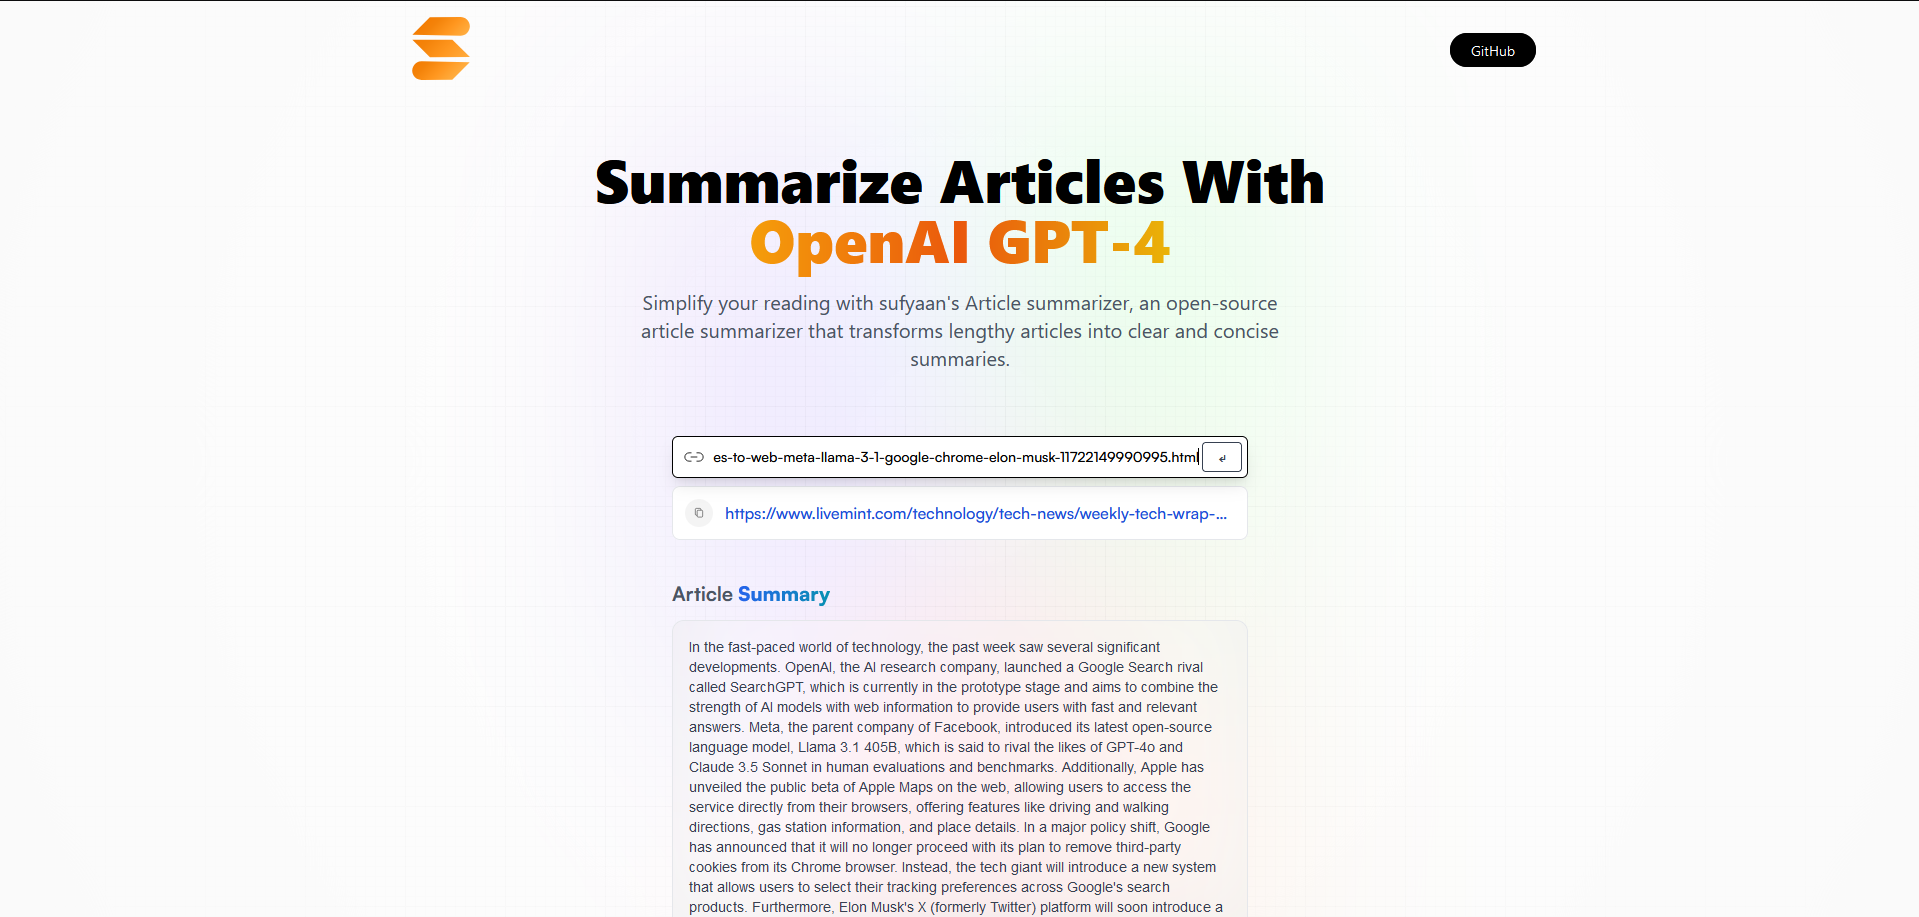 GitHub
Summarize Articles With
OpenAI GPT-4
Simplify your reading with sufyaan's Article summarizer, an open-source
article summarizer that transforms lengthy articles into clear and concise
summaries.
es-to-web-meta-llama-3-1-google-chrome-elon-musk-11722149990995.html
https://www.livemint.com/technology/tech-news/weekly-tech-wrap-...
Article Summary
In the fast-paced world of technology, the past week saw several significant
developments. OpenAI, the AI research company, launched a Google Search rival
called SearchGPT, which is currently in the prototype stage and aims to combine the
strength of AI models with web information to provide users with fast and relevant
answers. Meta, the parent company of Facebook, introduced its latest open-source
language model, Llama 3.1 405B, which is said to rival the likes of GPT-4o and
Claude 3.5 Sonnet in human evaluations and benchmarks. Additionally, Apple has
unveiled the public beta of Apple Maps on the web, allowing users to access the
service directly from their browsers, offering features like driving and walking
directions, gas station information, and place details. In a major policy shift, Google
has announced that it will no longer proceed with its plan to remove third-party
cookies from its Chrome browser. Instead, the tech giant will introduce a new system
that allows users to select their tracking preferences across Google's search
products. Furthermore, Elon Musk's X (formerly Twitter) platform will soon introduce a